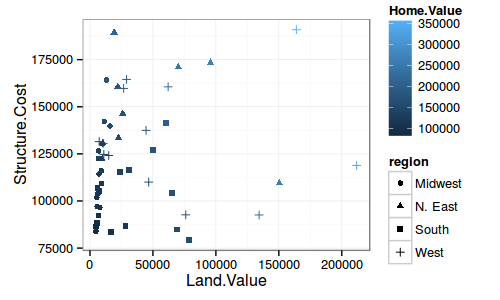 Home.Value
350000
300000
250000
200000
150000
100000
region
Midwest
N. East
South
West
Structure.Cost
175000
150000
125000
100000
75000
0 50000 100000 150000 200000
Land.Value